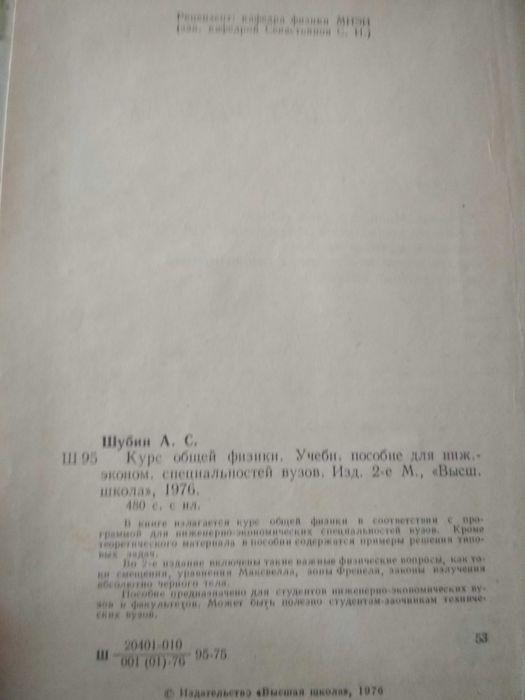 Рецензент: кафедра физики МИЭИ
(зав. кафедрой Севастьянов С. И.)
Шубин А. С.
Ш 95 Курс общей физики. Учебн. пособие для инж.-
эконом. специальностей вузов. Изд. 2-е М., «Высш.
школа», 1976.
480 с. с ил.
В книге излагается курс общей физики в соответствии с про-
граммой для инженерно-экономических специальностей вузов. Кроме
теоретического материала в пособии содержатся примеры решения типо-
вых задач.
Во 2-е издание включены такие важные физические вопросы, как то-
ки смещения, уравнения Максвелла, зоны Френеля, законы излучения
абсолютно черного тела.
Пособие предназначено для студентов инженерно-экономических ву-
зов и факультетов. Может быть полезно студентам-заочникам техниче-
ских вузов.
20401-010
Ш 95-75
001 (01)-76
53
© Издательство «Высшая школа», 1976